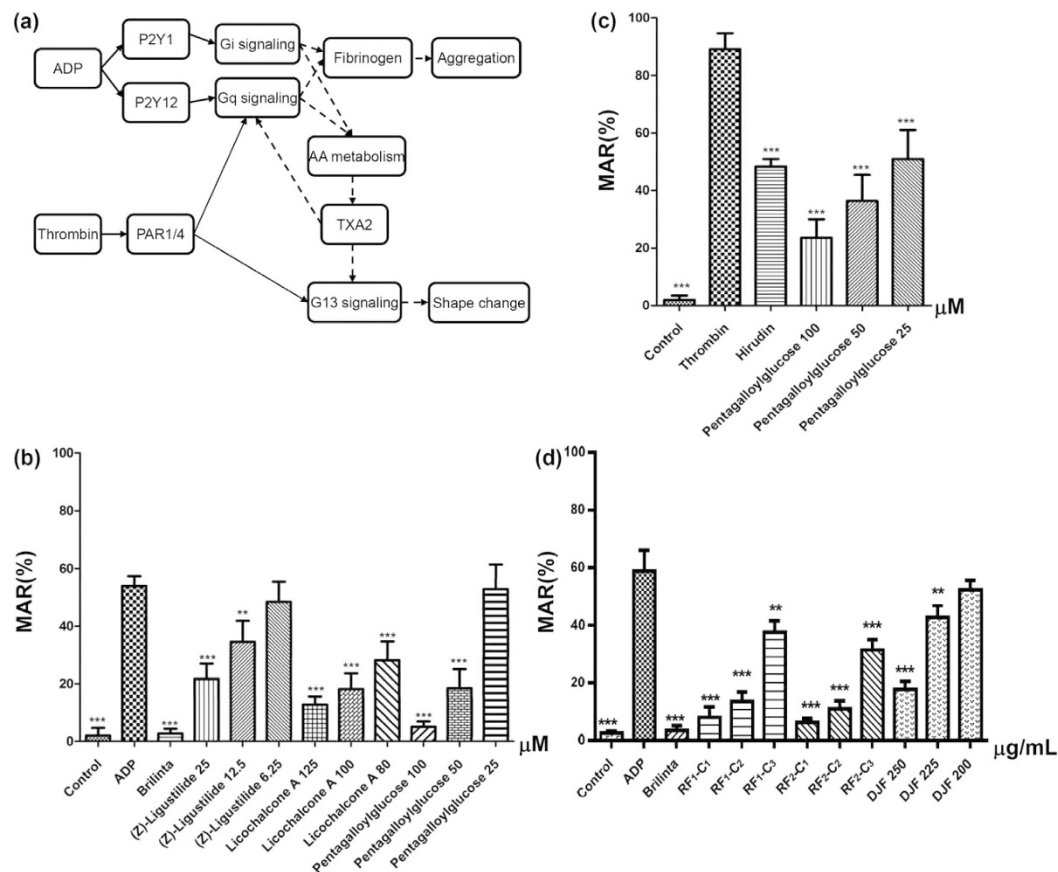 (a)
P2Y1
Gi signaling
ADP
Fibrinogen
Aggregation
P2Y12
Gq signaling
AA metabolism
Thrombin
PAR1/4
TXA2
G13 signaling
Shape change
(c)
MAR(%)
100
80
60
40
20
0
***
***
***
***
***
μM
Control
Thrombin
Hirudin
Pentagalloylglucose 100
Pentagalloylglucose 50
Pentagalloylglucose 25
(b)
MAR(%)
100
80
60
40
20
0
***
***
***
**
***
***
***
***
***
μM
Control
ADP
Brilinta
(Z)-Ligustilide 25
(Z)-Ligustilide 12.5
(Z)-Ligustilide 6.25
Licochalcone A 125
Licochalcone A 100
Licochalcone A 80
Pentagalloylglucose 100
Pentagalloylglucose 50
Pentagalloylglucose 25
(d)
MAR(%)
100
80
60
40
20
0
***
***
***
***
**
***
***
***
***
**
μg/mL
Control
ADP
Brilinta
RF1-C1
RF1-C2
RF1-C3
RF2-C1
RF2-C2
RF2-C3
DJF 250
DJF 225
DJF 200